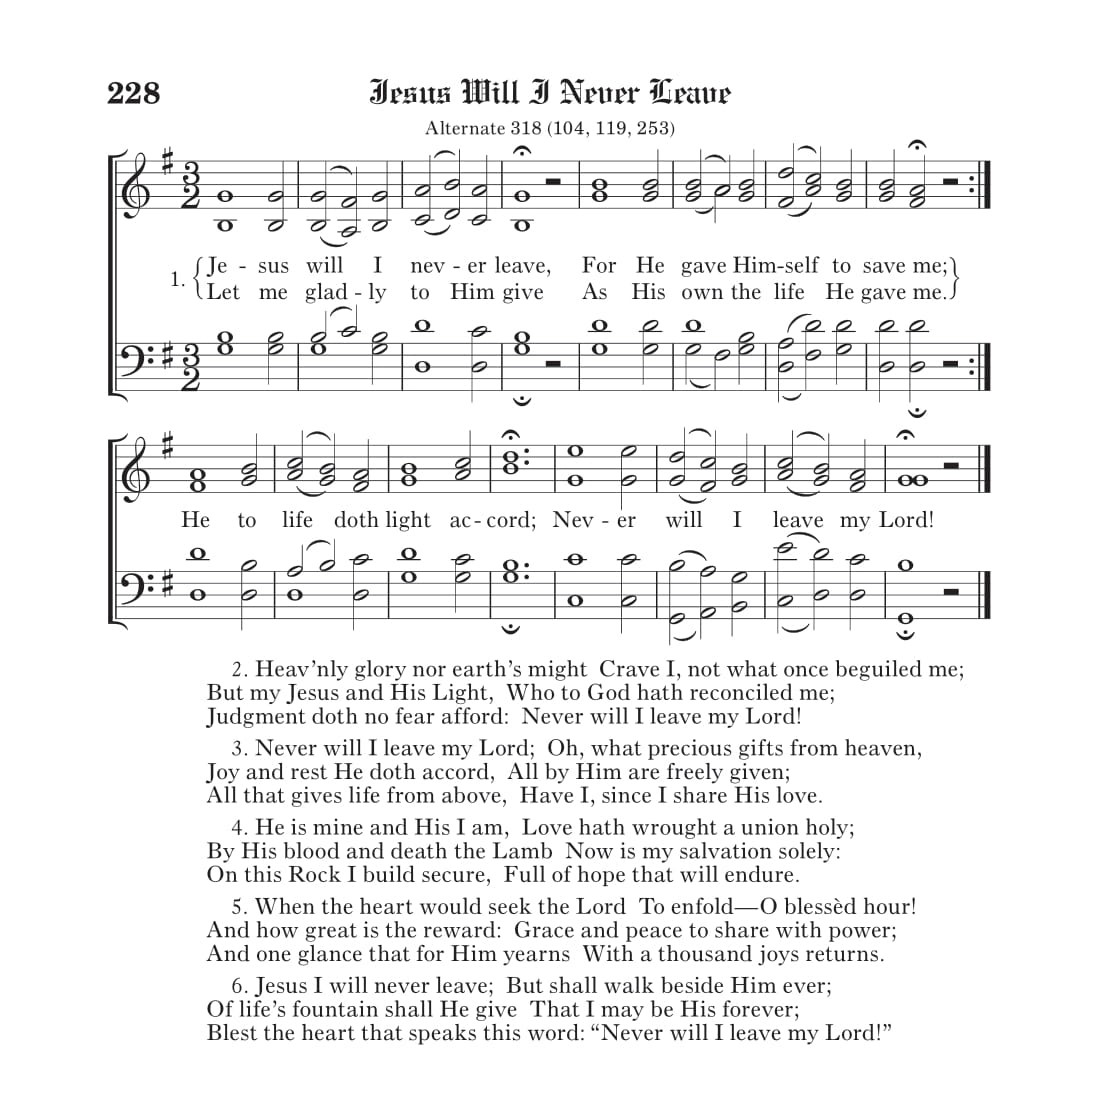 228 Jesus Will I Never Leave
Alternate 318 (104, 119, 253)
3
2
1. { Je - sus will I nev - er leave, For He gave Him-self to save me; }
{ Let me glad - ly to Him give As His own the life He gave me. }
3
2
He to life doth light ac - cord; Nev - er will I leave my Lord!
2. Heav’nly glory nor earth’s might Crave I, not what once beguiled me;
But my Jesus and His Light, Who to God hath reconciled me;
Judgment doth no fear afford: Never will I leave my Lord!
3. Never will I leave my Lord; Oh, what precious gifts from heaven,
Joy and rest He doth accord, All by Him are freely given;
All that gives life from above, Have I, since I share His love.
4. He is mine and His I am, Love hath wrought a union holy;
By His blood and death the Lamb Now is my salvation solely:
On this Rock I build secure, Full of hope that will endure.
5. When the heart would seek the Lord To enfold—O blessèd hour!
And how great is the reward: Grace and peace to share with power;
And one glance that for Him yearns With a thousand joys returns.
6. Jesus I will never leave; But shall walk beside Him ever;
Of life’s fountain shall He give That I may be His forever;
Blest the heart that speaks this word: “Never will I leave my Lord!”